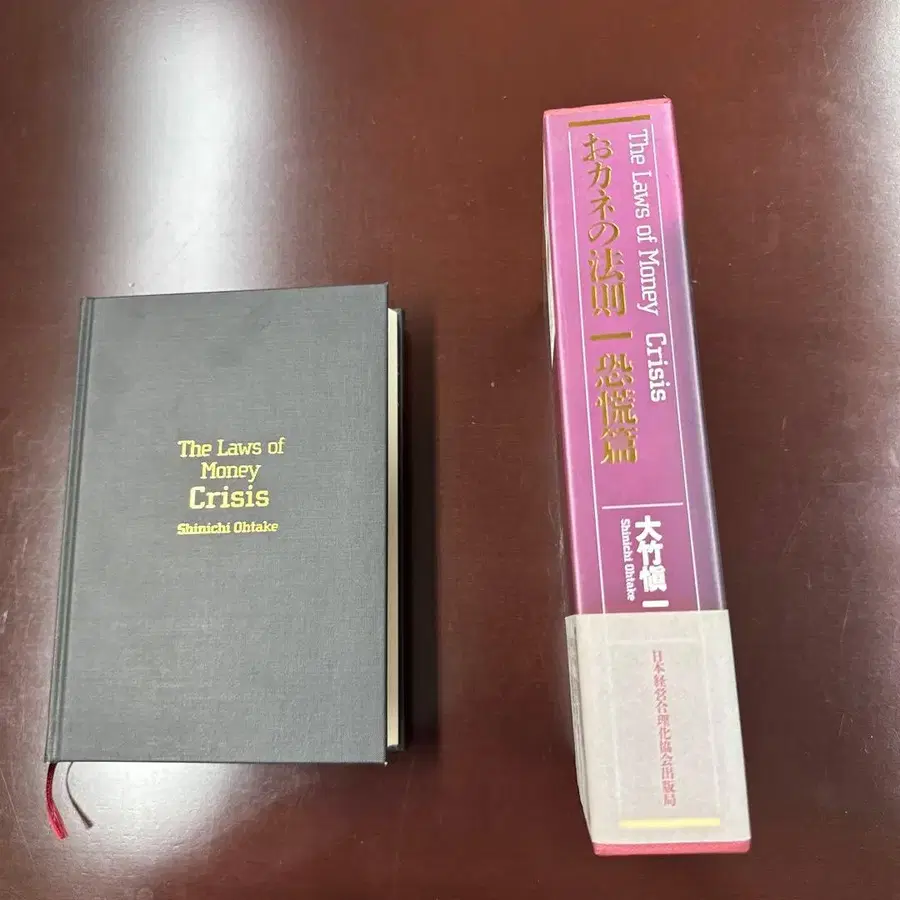 The Laws of
Money
Crisis
Shinichi Ohtake
The Laws of Money Crisis
おカネの法則 ー恐慌篇
大竹愼一
Shinichi Ohtake
日本経営合理化協会出版局